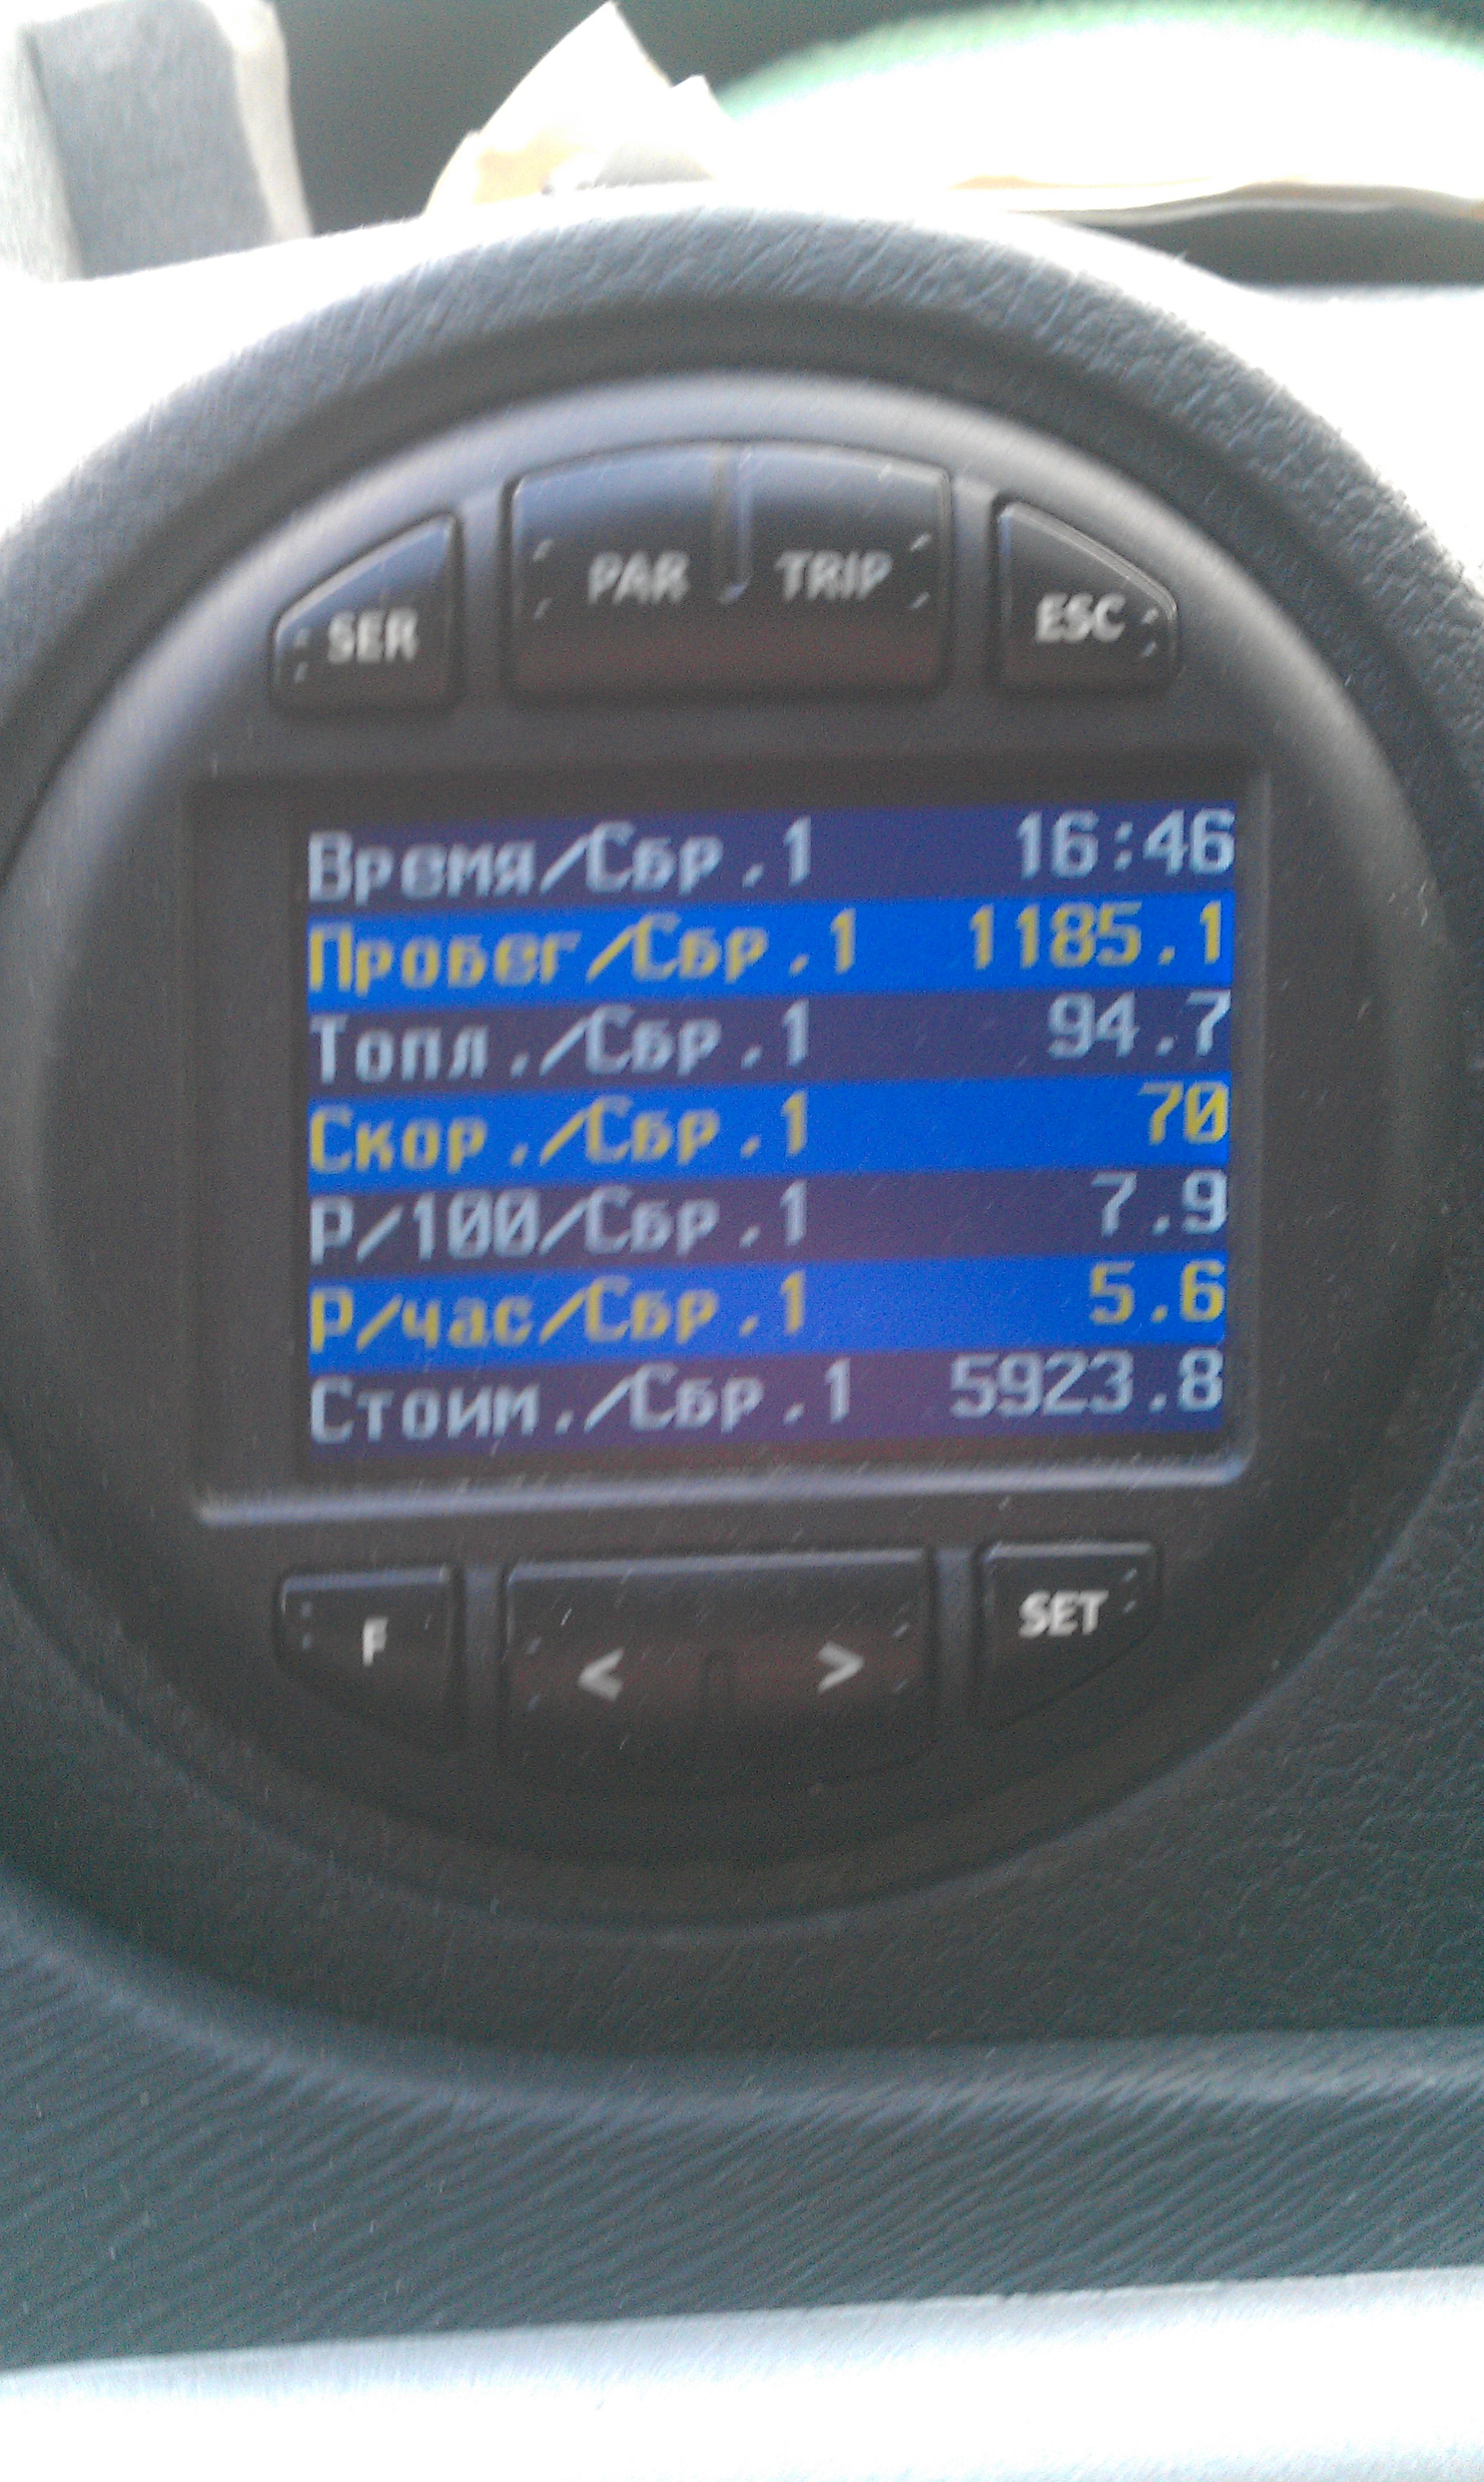 PAR TRIP
SER ESC
Время/Сбр.1 16:46
Пробег/Сбр.1 1185.1
Топл./Сбр.1 94.7
Скор./Сбр.1 70
Р/100/Сбр.1 7.9
Р/час/Сбр.1 5.6
Стоим./Сбр.1 5923.8
F < > SET